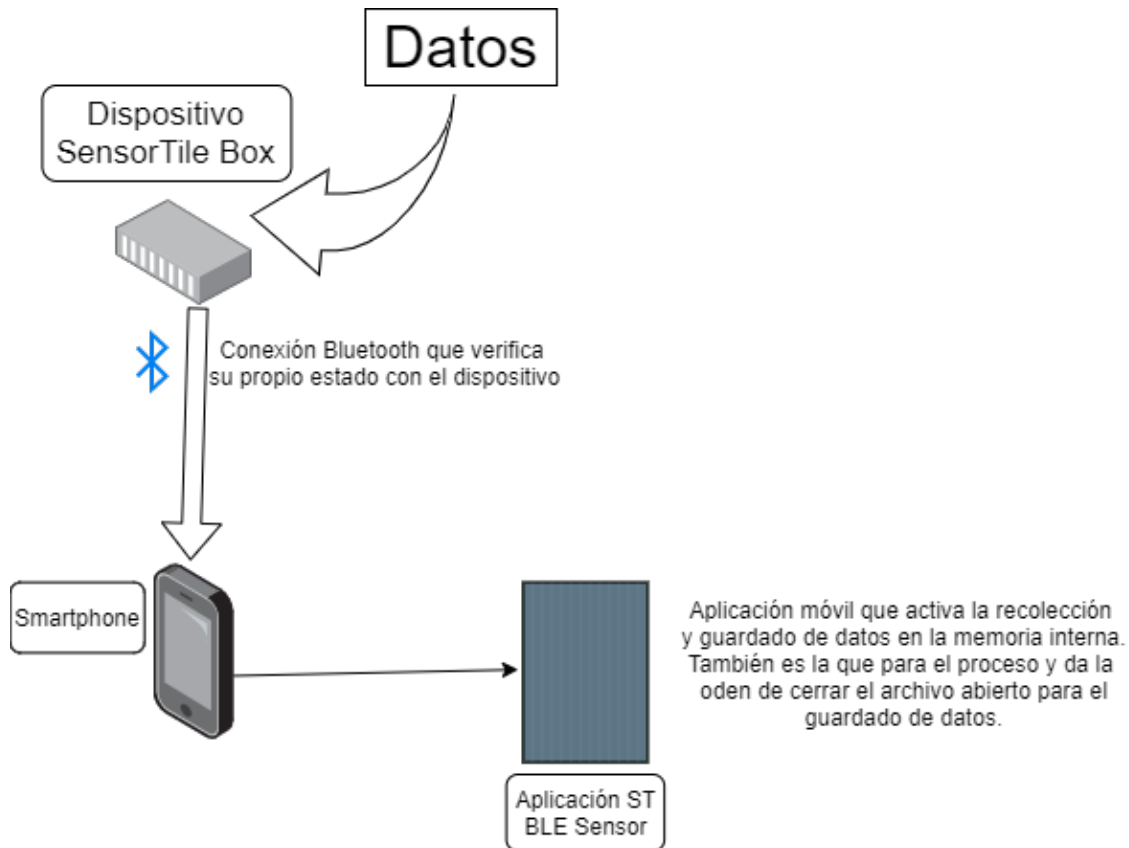 Datos
Dispositivo
SensorTile Box
Conexión Bluetooth que verifica
su propio estado con el dispositivo
Smartphone
Aplicación móvil que activa la recolección
y guardado de datos en la memoria interna.
También es la que para el proceso y da la
oden de cerrar el archivo abierto para el
guardado de datos.
Aplicación ST
BLE Sensor